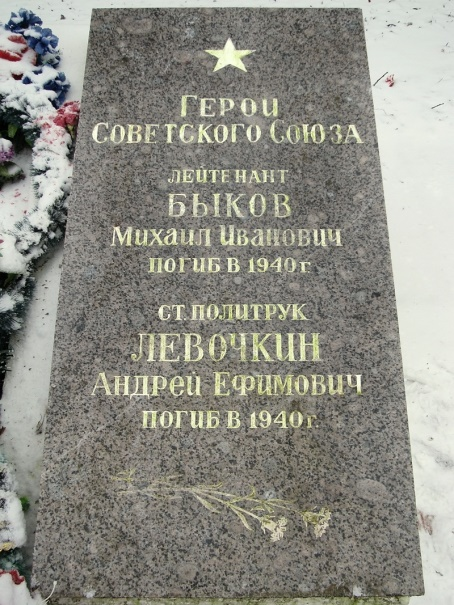 Герои
Советского Союза
лейтенант
Быков
Михаил Иванович
погиб в 1940 г.
ст. политрук
Левочкин
Андрей Ефимович
погиб в 1940 г.